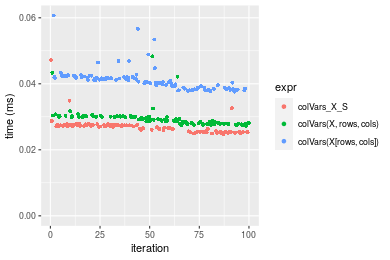 0.06
0.04
0.02
0.00
time (ms)
0
25
50
75
100
iteration
expr
colVars_X_S
colVars(X, rows, cols)
colVars(X[rows, cols])